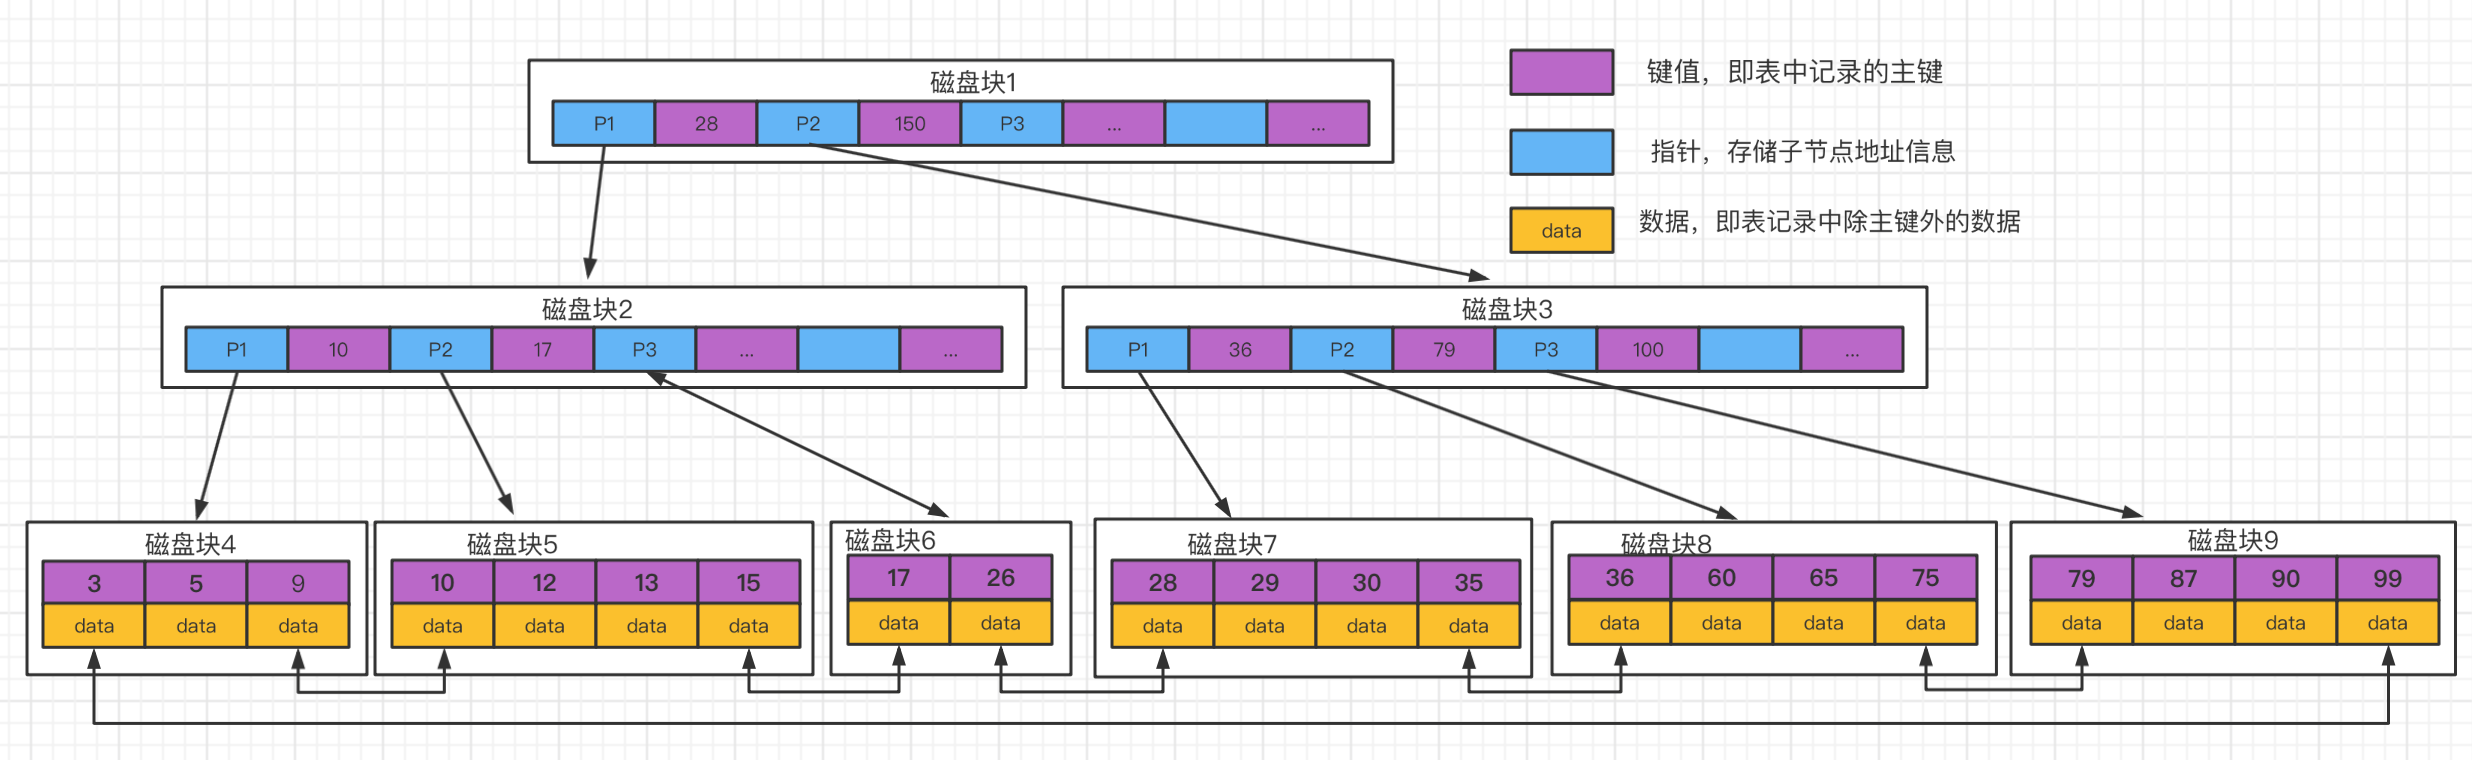 磁盘块1
P1 28 P2 150 P3 ... ...
键值，即表中记录的主键
指针，存储子节点地址信息
data 数据，即表记录中除主键外的数据
磁盘块2
P1 10 P2 17 P3 ... ...
磁盘块3
P1 36 P2 79 P3 100 ...
磁盘块4
3 5 9
data data data
磁盘块5
10 12 13 15
data data data data
磁盘块6
17 26
data data
磁盘块7
28 29 30 35
data data data data
磁盘块8
36 60 65 75
data data data data
磁盘块9
79 87 90 99
data data data data